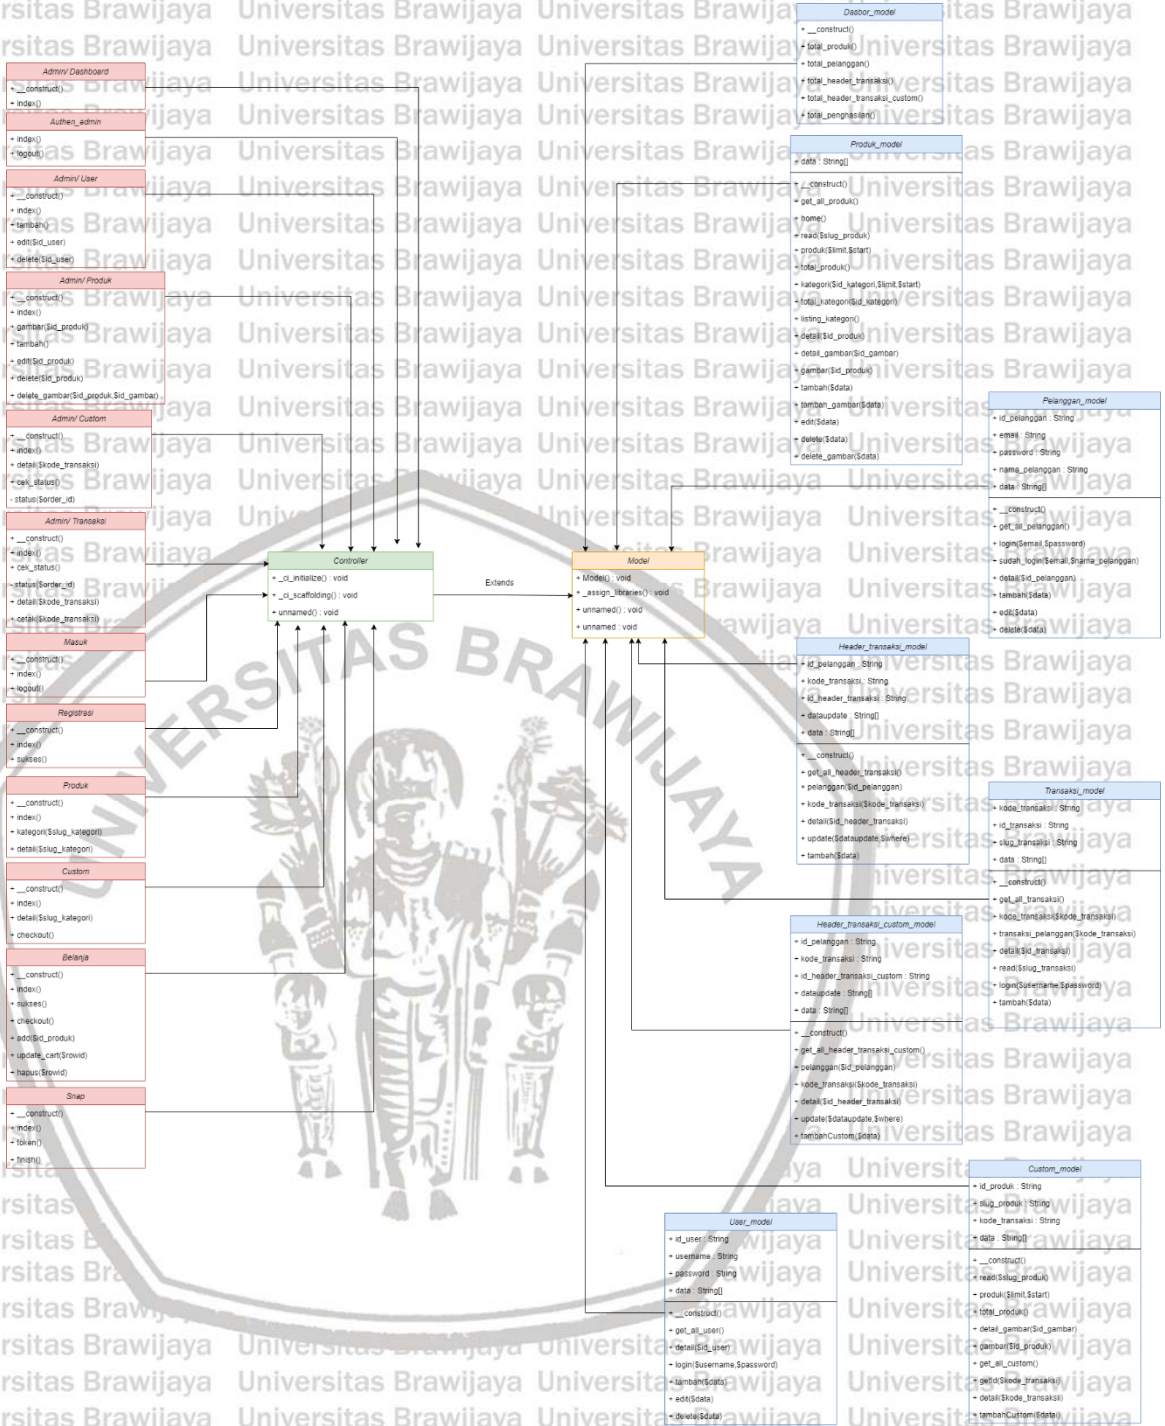 Admin/ Dashboard
+ __construct()
+ index()
Authen_admin
+ index()
+ logout()
Admin/ User
+ __construct()
+ index()
+ tambah()
+ edit($id_user)
+ delete($id_user)
Admin/ Produk
+ __construct()
+ index()
+ gambar($id_produk)
+ tambah()
+ edit($id_produk)
+ delete($id_produk)
+ delete_gambar($id_produk,$id_gambar)
Admin/ Custom
+ __construct()
+ index()
+ detail($kode_transaksi)
+ cek_status()
- status($order_id)
Admin/ Transaksi
+ __construct()
+ index()
+ cek_status()
- status($order_id)
+ detail($kode_transaksi)
+ cetak($kode_transaksi)
Masuk
+ __construct()
+ index()
+ logout()
Registrasi
+ __construct()
+ index()
+ sukses()
Produk
+ __construct()
+ index()
+ kategori($slug_kategori)
+ detail($slug_kategori)
Custom
+ __construct()
+ index()
+ detail($slug_kategori)
+ checkout()
Belanja
+ __construct()
+ index()
+ sukses()
+ checkout()
+ add($id_produk)
+ update_cart($rowid)
+ hapus($rowid)
Snap
+ __construct()
+ index()
+ token()
+ finish()
Controller
+ _ci_initialize() : void
+ _ci_scaffolding() : void
+ unnamed() : void
Extends
Model
+ Model() : void
+ _assign_libraries() : void
+ unnamed() : void
+ unnamed : void
Dasbor_model
+ __construct()
+ total_produk()
+ total_pelanggan()
+ total_header_transaksi()
+ total_header_transaksi_custom()
+ total_penghasilan()
Produk_model
+ data : String[]
+ __construct()
+ get_all_produk()
+ home()
+ read($slug_produk)
+ produk($limit,$start)
+ total_produk()
+ kategori($id_kategori,$limit,$start)
+ total_kategori($id_kategori)
+ listing_kategori()
+ detail($id_produk)
+ detail_gambar($id_gambar)
+ gambar($id_produk)
+ tambah($data)
+ tambah_gambar($data)
+ edit($data)
+ delete($data)
+ delete_gambar($data)
Pelanggan_model
+ id_pelanggan : String
+ email : String
+ password : String
+ nama_pelanggan : String
+ data : String[]
+ __construct()
+ get_all_pelanggan()
+ login($email,$password)
+ sudah_login($email,$nama_pelanggan)
+ detail($id_pelanggan)
+ tambah($data)
+ edit($data)
+ delete($data)
Header_transaksi_model
+ id_pelanggan : String
+ kode_transaksi : String
+ id_header_transaksi : String
+ dataupdate : String[]
+ data : String[]
+ __construct()
+ get_all_header_transaksi()
+ pelanggan($id_pelanggan)
+ kode_transaksi($kode_transaksi)
+ detail($id_header_transaksi)
+ update($dataupdate,$where)
+ tambah($data)
Transaksi_model
+ kode_transaksi : String
+ id_transaksi : String
+ slug_transaksi : String
+ data : String[]
+ __construct()
+ get_all_transaksi()
+ kode_transaksi($kode_transaksi)
+ transaksi_pelanggan($kode_transaksi)
+ detail($id_transaksi)
+ read($slug_transaksi)
+ login($username,$password)
+ tambah($data)
Header_transaksi_custom_model
+ id_pelanggan : String
+ kode_transaksi : String
+ id_header_transaksi_custom : String
+ dataupdate : String[]
+ data : String[]
+ __construct()
+ get_all_header_transaksi_custom()
+ pelanggan($id_pelanggan)
+ kode_transaksi($kode_transaksi)
+ detail($id_header_transaksi)
+ update($dataupdate,$where)
+ tambahCustom($data)
Custom_model
+ id_produk : String
+ slug_produk : String
+ kode_transaksi : String
+ data : String[]
+ __construct()
+ read($slug_produk)
+ produk($limit,$start)
+ total_produk()
+ detail_gambar($id_gambar)
+ gambar($id_produk)
+ get_all_custom()
+ getId($kode_transaksi)
+ detail($kode_transaksii)
+ tambahCustom($data)
User_model
+ id_user : String
+ username : String
+ password : String
+ data : String[]
+ __construct()
+ get_all_user()
+ detail($id_user)
+ login($username,$password)
+ tambah($data)
+ edit($data)
+ delete($data)
UNIVERSITAS BRAWIJAYA
Universitas Brawijaya